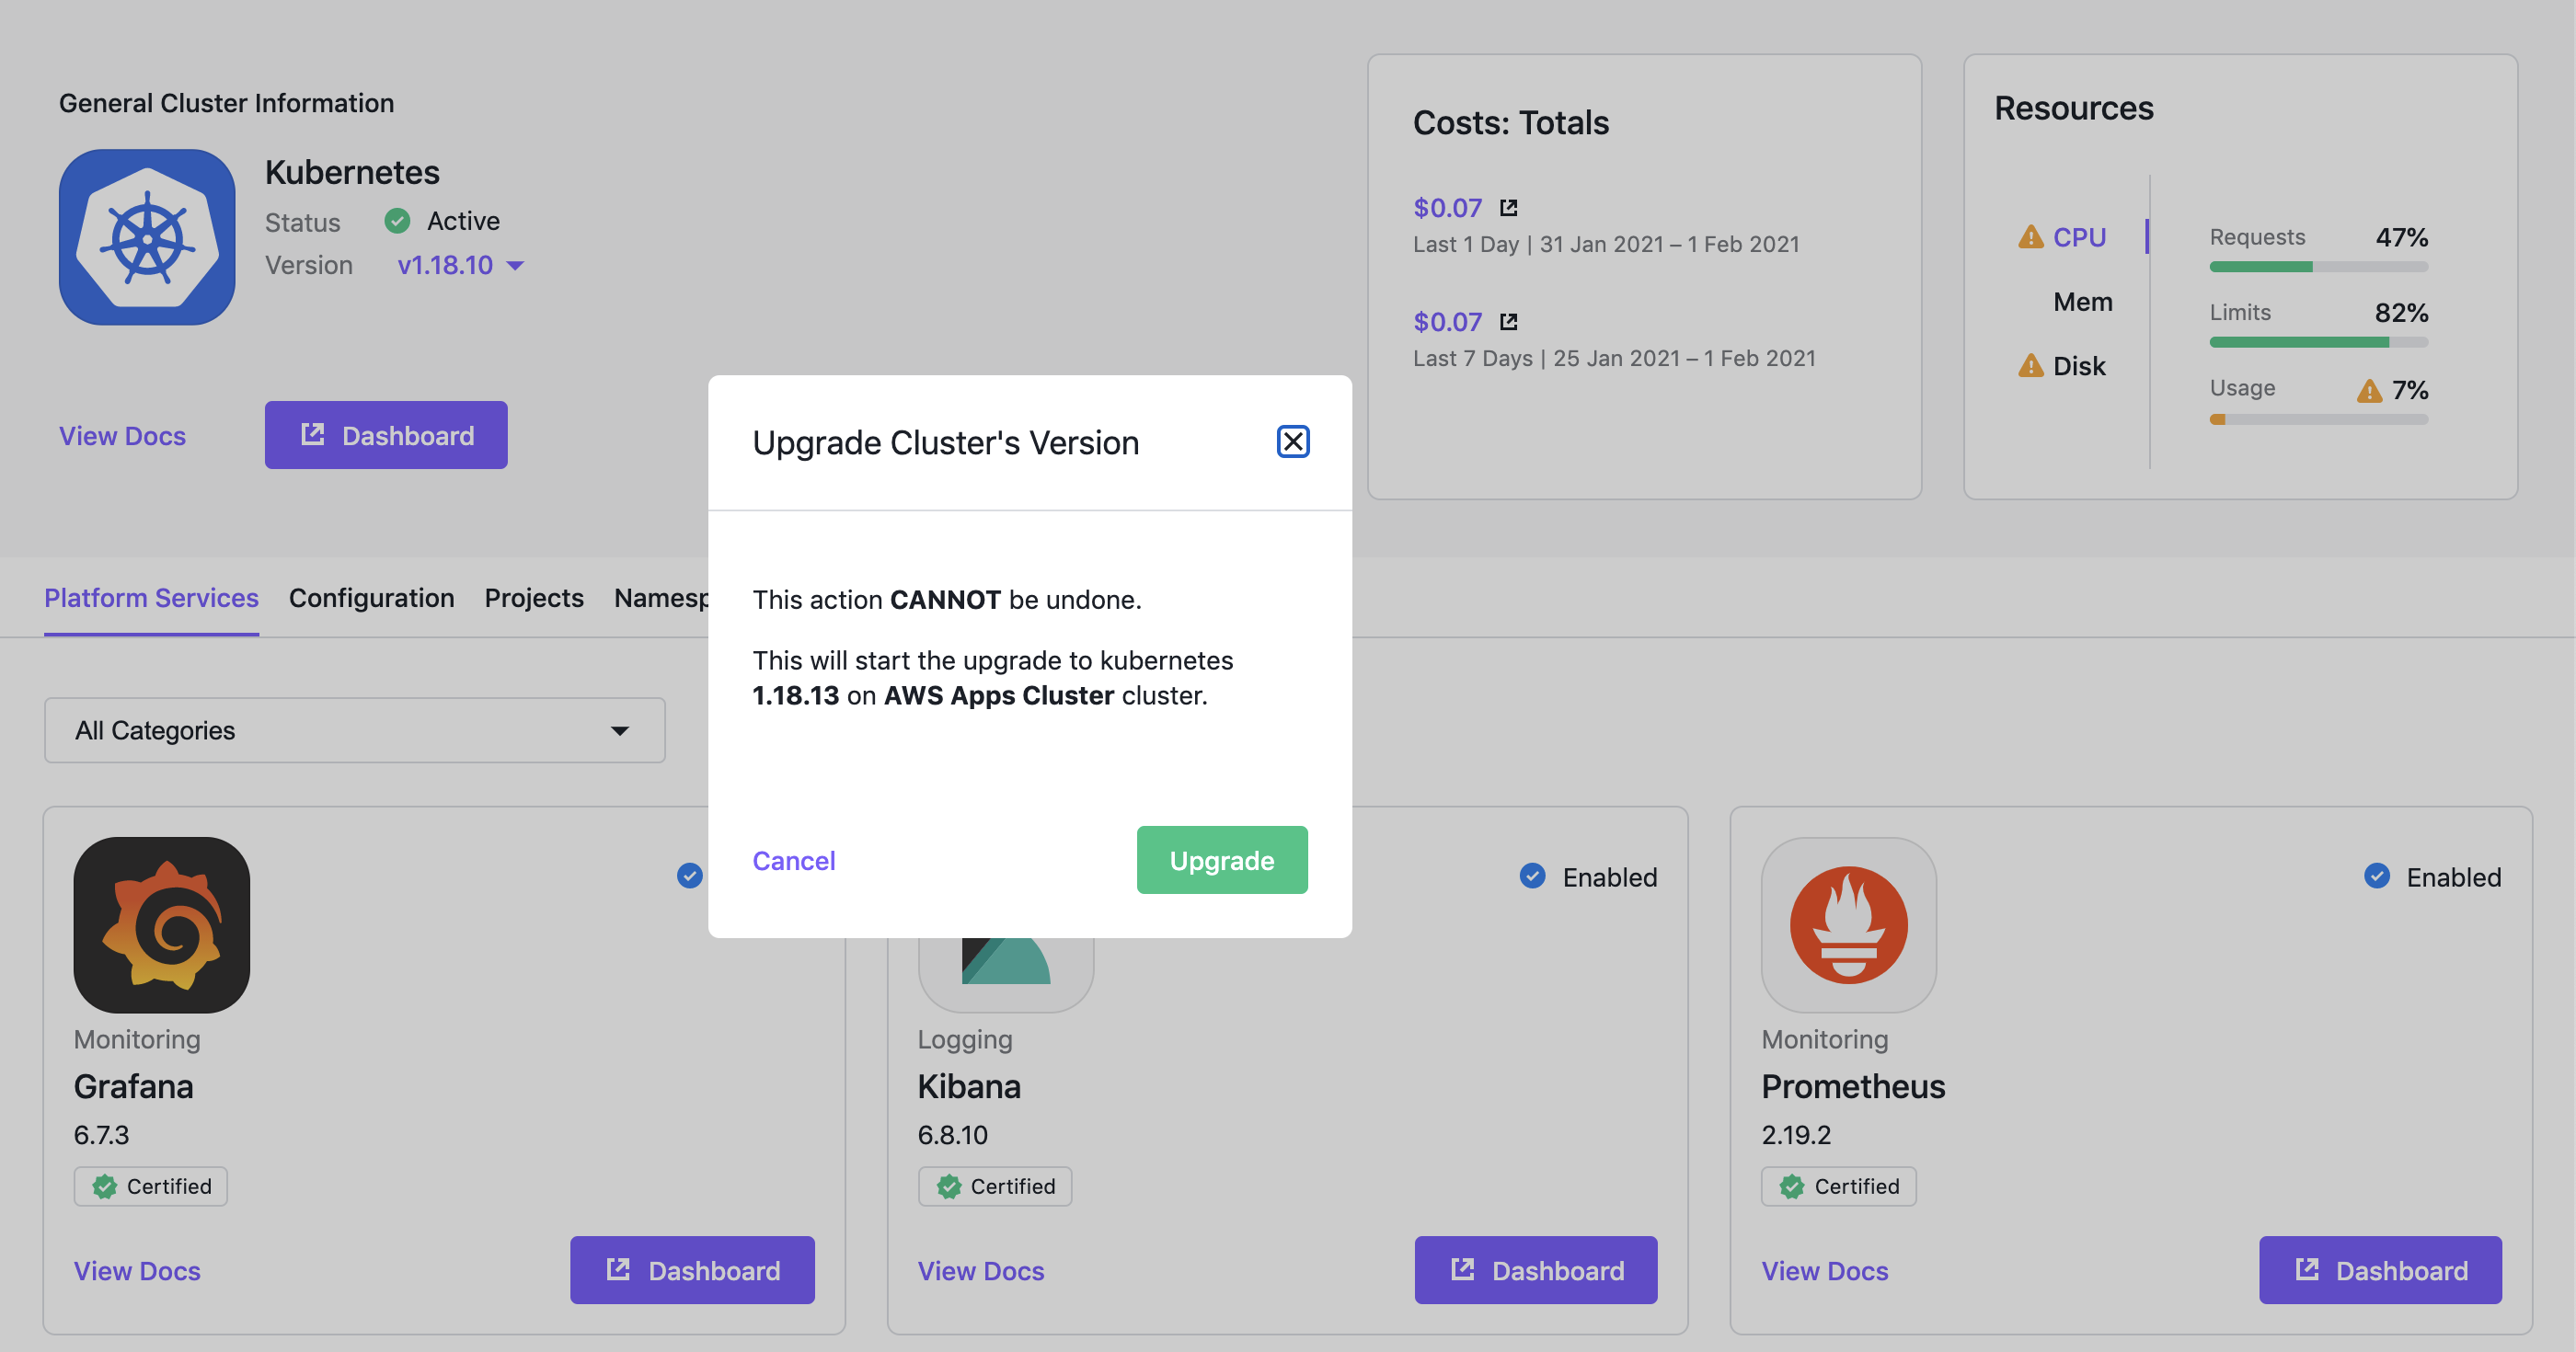 General Cluster Information
Kubernetes
Status Active
Version v1.18.10
View Docs
Dashboard
Costs: Totals
$0.07
Last 1 Day | 31 Jan 2021 – 1 Feb 2021
$0.07
Last 7 Days | 25 Jan 2021 – 1 Feb 2021
Resources
CPU
Mem
Disk
Requests 47%
Limits 82%
Usage 7%
Upgrade Cluster's Version
This action CANNOT be undone.
This will start the upgrade to kubernetes
1.18.13 on AWS Apps Cluster cluster.
Cancel
Upgrade
Platform Services Configuration Projects Namesp
All Categories
Monitoring
Grafana
6.7.3
Certified
View Docs
Dashboard
Enabled
Logging
Kibana
6.8.10
Certified
View Docs
Dashboard
Enabled
Monitoring
Prometheus
2.19.2
Certified
View Docs
Dashboard